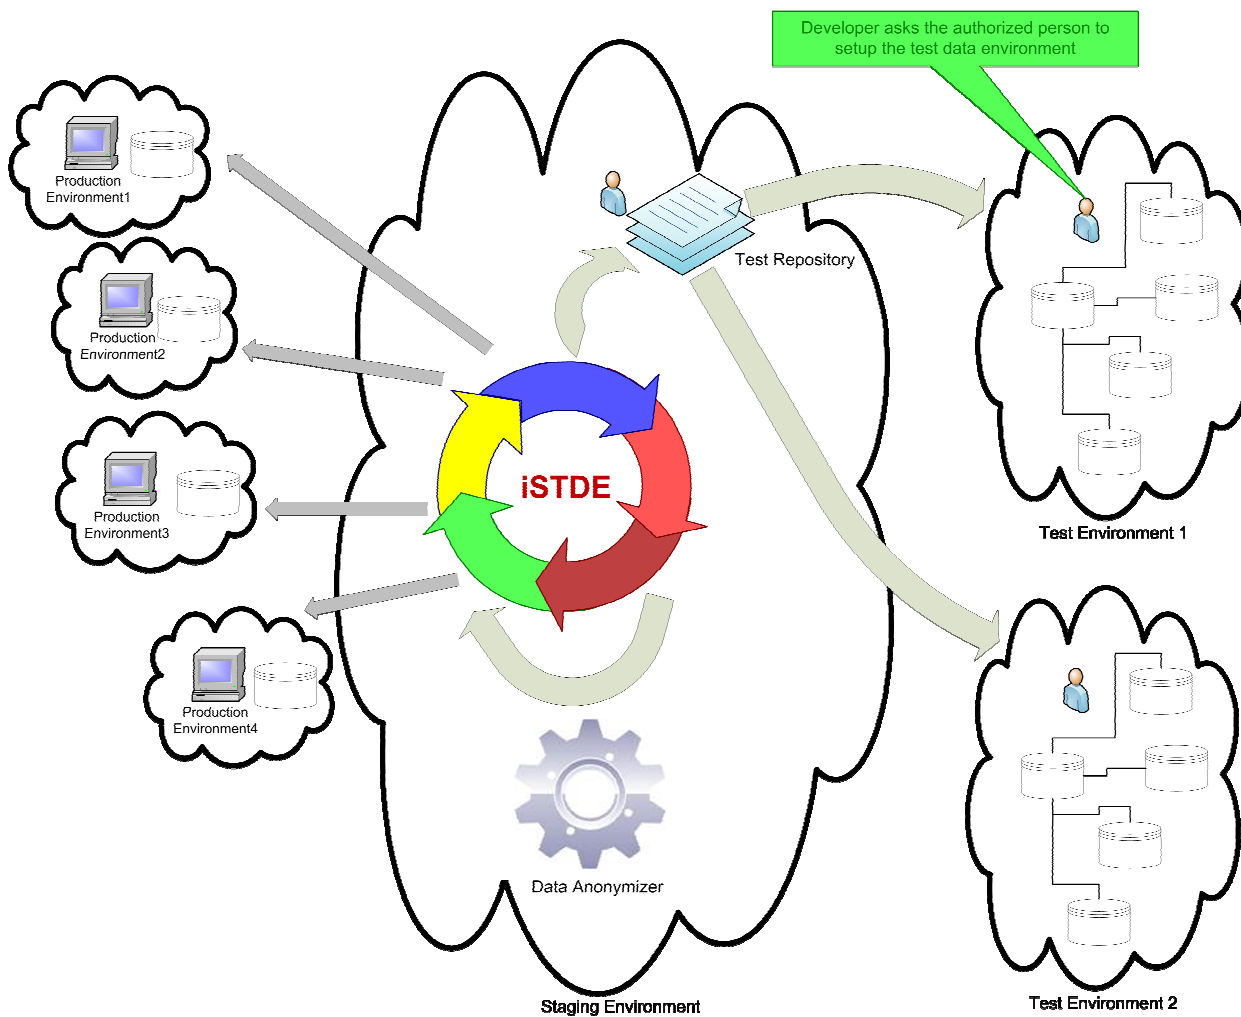 Developer asks the authorized person to
setup the test data environment
Production
Environment1
Production
Environment2
Production
Environment3
Production
Environment4
Test Repository
iSTDE
Data Anonymizer
Staging Environment
Test Environment 1
Test Environment 2